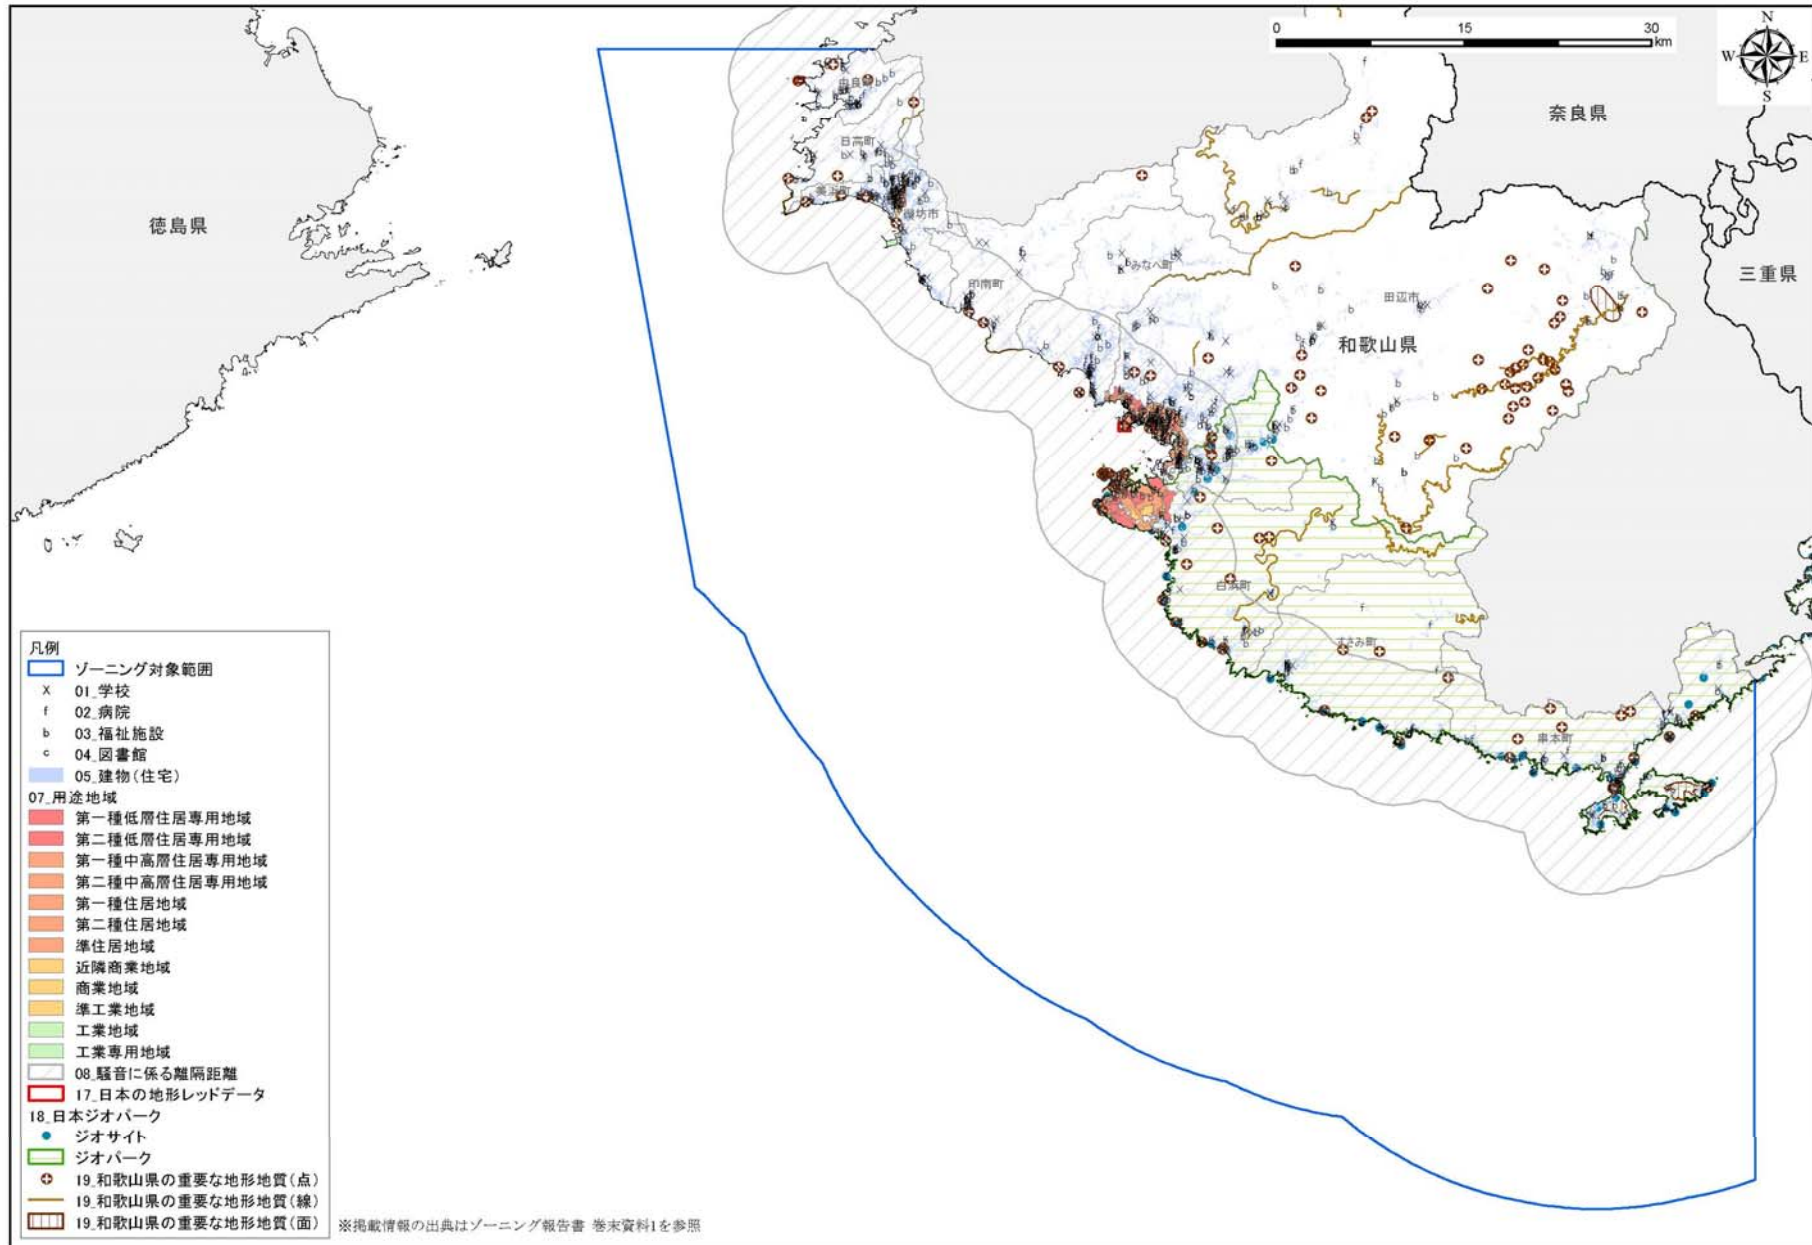 0 15 30
km
N
W E
S
奈良県
徳島県
三重県
和歌山県
由良町
日高町
美浜町
御坊市
印南町
みなべ町
田辺市
白浜町
すさみ町
串本町
凡例
ゾーニング対象範囲
x 01_学校
f 02_病院
b 03_福祉施設
c 04_図書館
05_建物(住宅)
07_用途地域
第一種低層住居専用地域
第二種低層住居専用地域
第一種中高層住居専用地域
第二種中高層住居専用地域
第一種住居地域
第二種住居地域
準住居地域
近隣商業地域
商業地域
準工業地域
工業地域
工業専用地域
08_騒音に係る離隔距離
17_日本の地形レッドデータ
18_日本ジオパーク
ジオサイト
ジオパーク
19_和歌山県の重要な地形地質(点)
19_和歌山県の重要な地形地質(線)
19_和歌山県の重要な地形地質(面)
※掲載情報の出典はゾーニング報告書 巻末資料1を参照